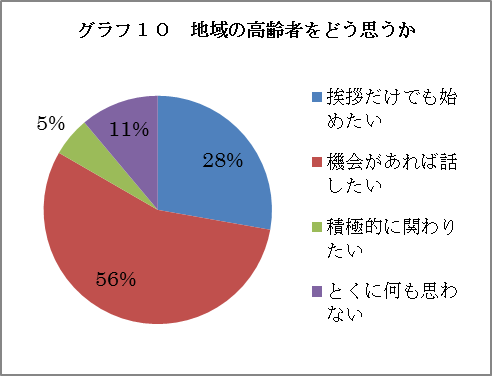 グラフ１０　地域の高齢者をどう思うか
5%
11%
28%
56%
挨拶だけでも始
めたい
機会があれば話
したい
積極的に関わり
たい
とくに何も思わ
ない